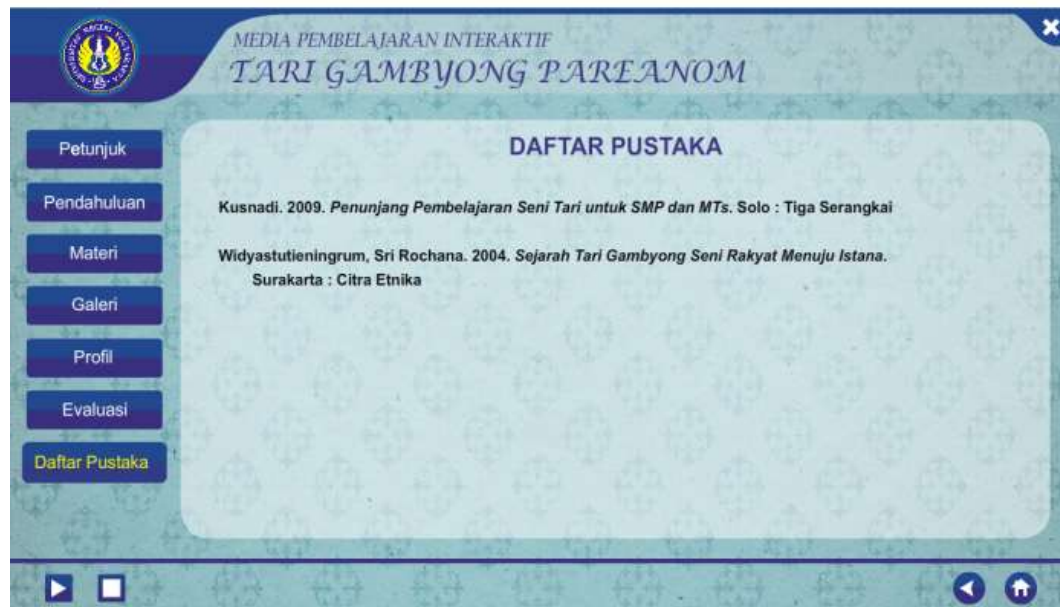 MEDIA PEMBELAJARAN INTERAKTIF
TARI GAMBYONG PAREANOM
Petunjuk
Pendahuluan
Materi
Galeri
Profil
Evaluasi
Daftar Pustaka
DAFTAR PUSTAKA
Kusnadi. 2009. Penunjang Pembelajaran Seni Tari untuk SMP dan MTs. Solo : Tiga Serangkai
Widyastutieningrum, Sri Rochana. 2004. Sejarah Tari Gambyong Seni Rakyat Menuju Istana.
Surakarta : Citra Etnika